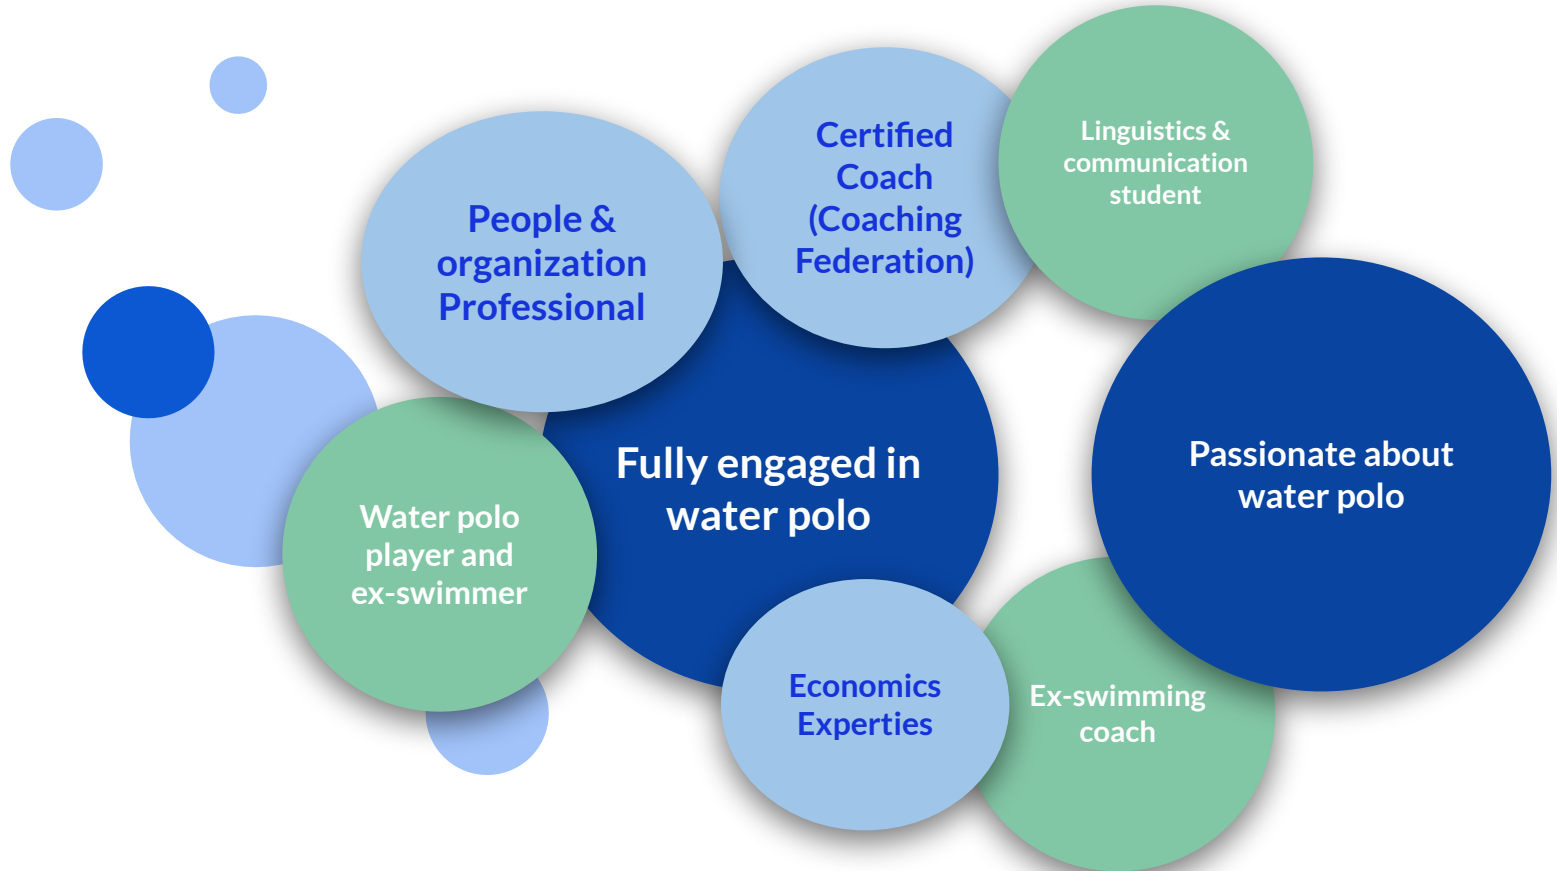 People &
organization
Professional
Certified
Coach
(Coaching
Federation)
Linguistics &
communication
student
Fully engaged in
water polo
Passionate about
water polo
Water polo
player and
ex-swimmer
Economics
Experties
Ex-swimming
coach